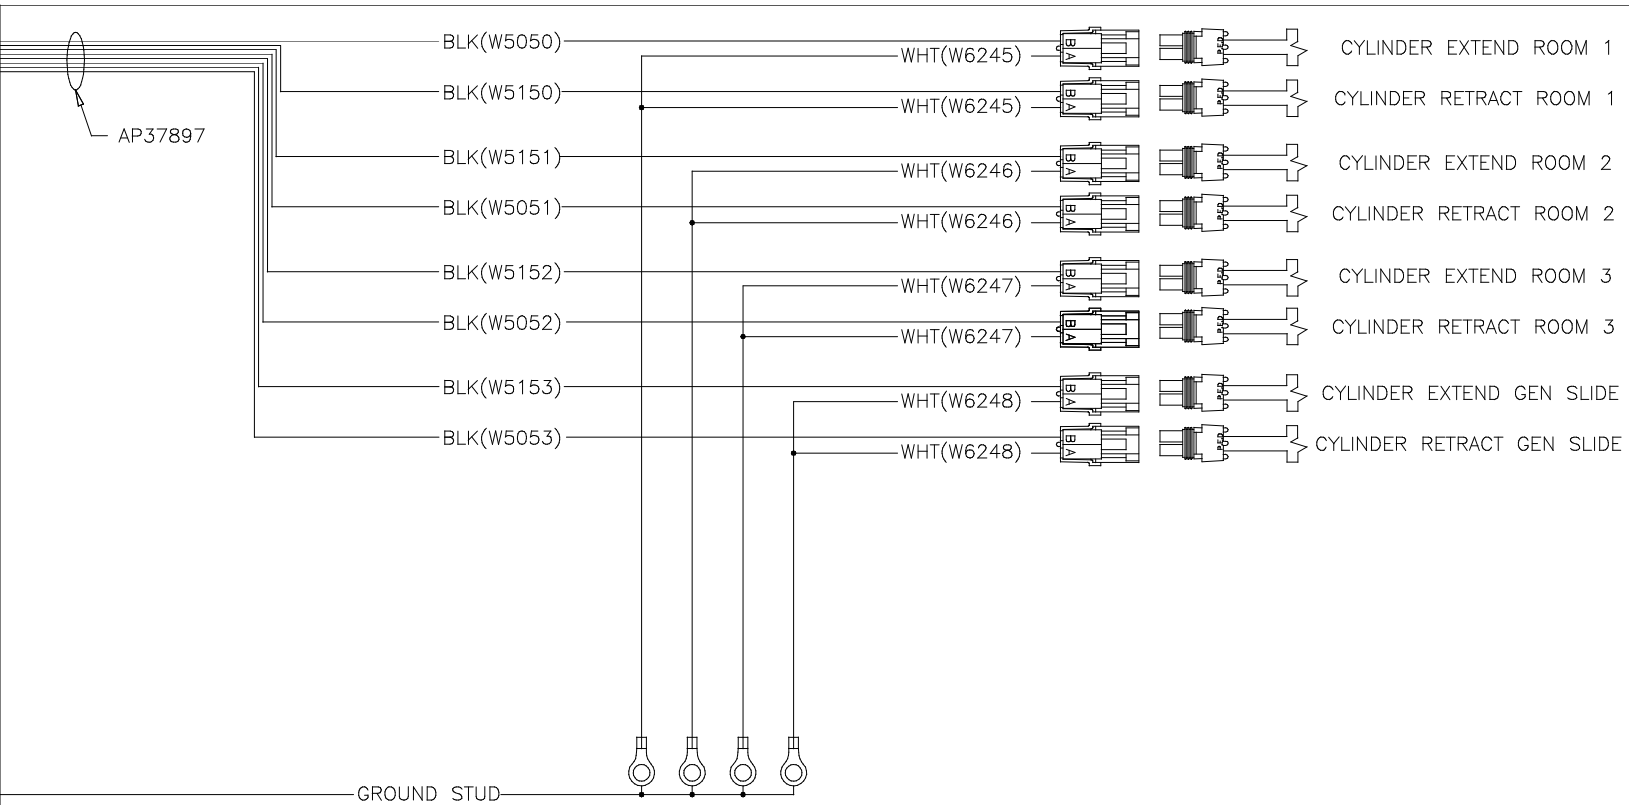 BLK(W5050)
WHT(W6245)
B
A
CYLINDER EXTEND ROOM 1
BLK(W5150)
WHT(W6245)
B
A
CYLINDER RETRACT ROOM 1
AP37897
BLK(W5151)
WHT(W6246)
B
A
CYLINDER EXTEND ROOM 2
BLK(W5051)
WHT(W6246)
B
A
CYLINDER RETRACT ROOM 2
BLK(W5152)
WHT(W6247)
B
A
CYLINDER EXTEND ROOM 3
BLK(W5052)
WHT(W6247)
B
A
CYLINDER RETRACT ROOM 3
BLK(W5153)
WHT(W6248)
B
A
CYLINDER EXTEND GEN SLIDE
BLK(W5053)
WHT(W6248)
B
A
CYLINDER RETRACT GEN SLIDE
GROUND STUD